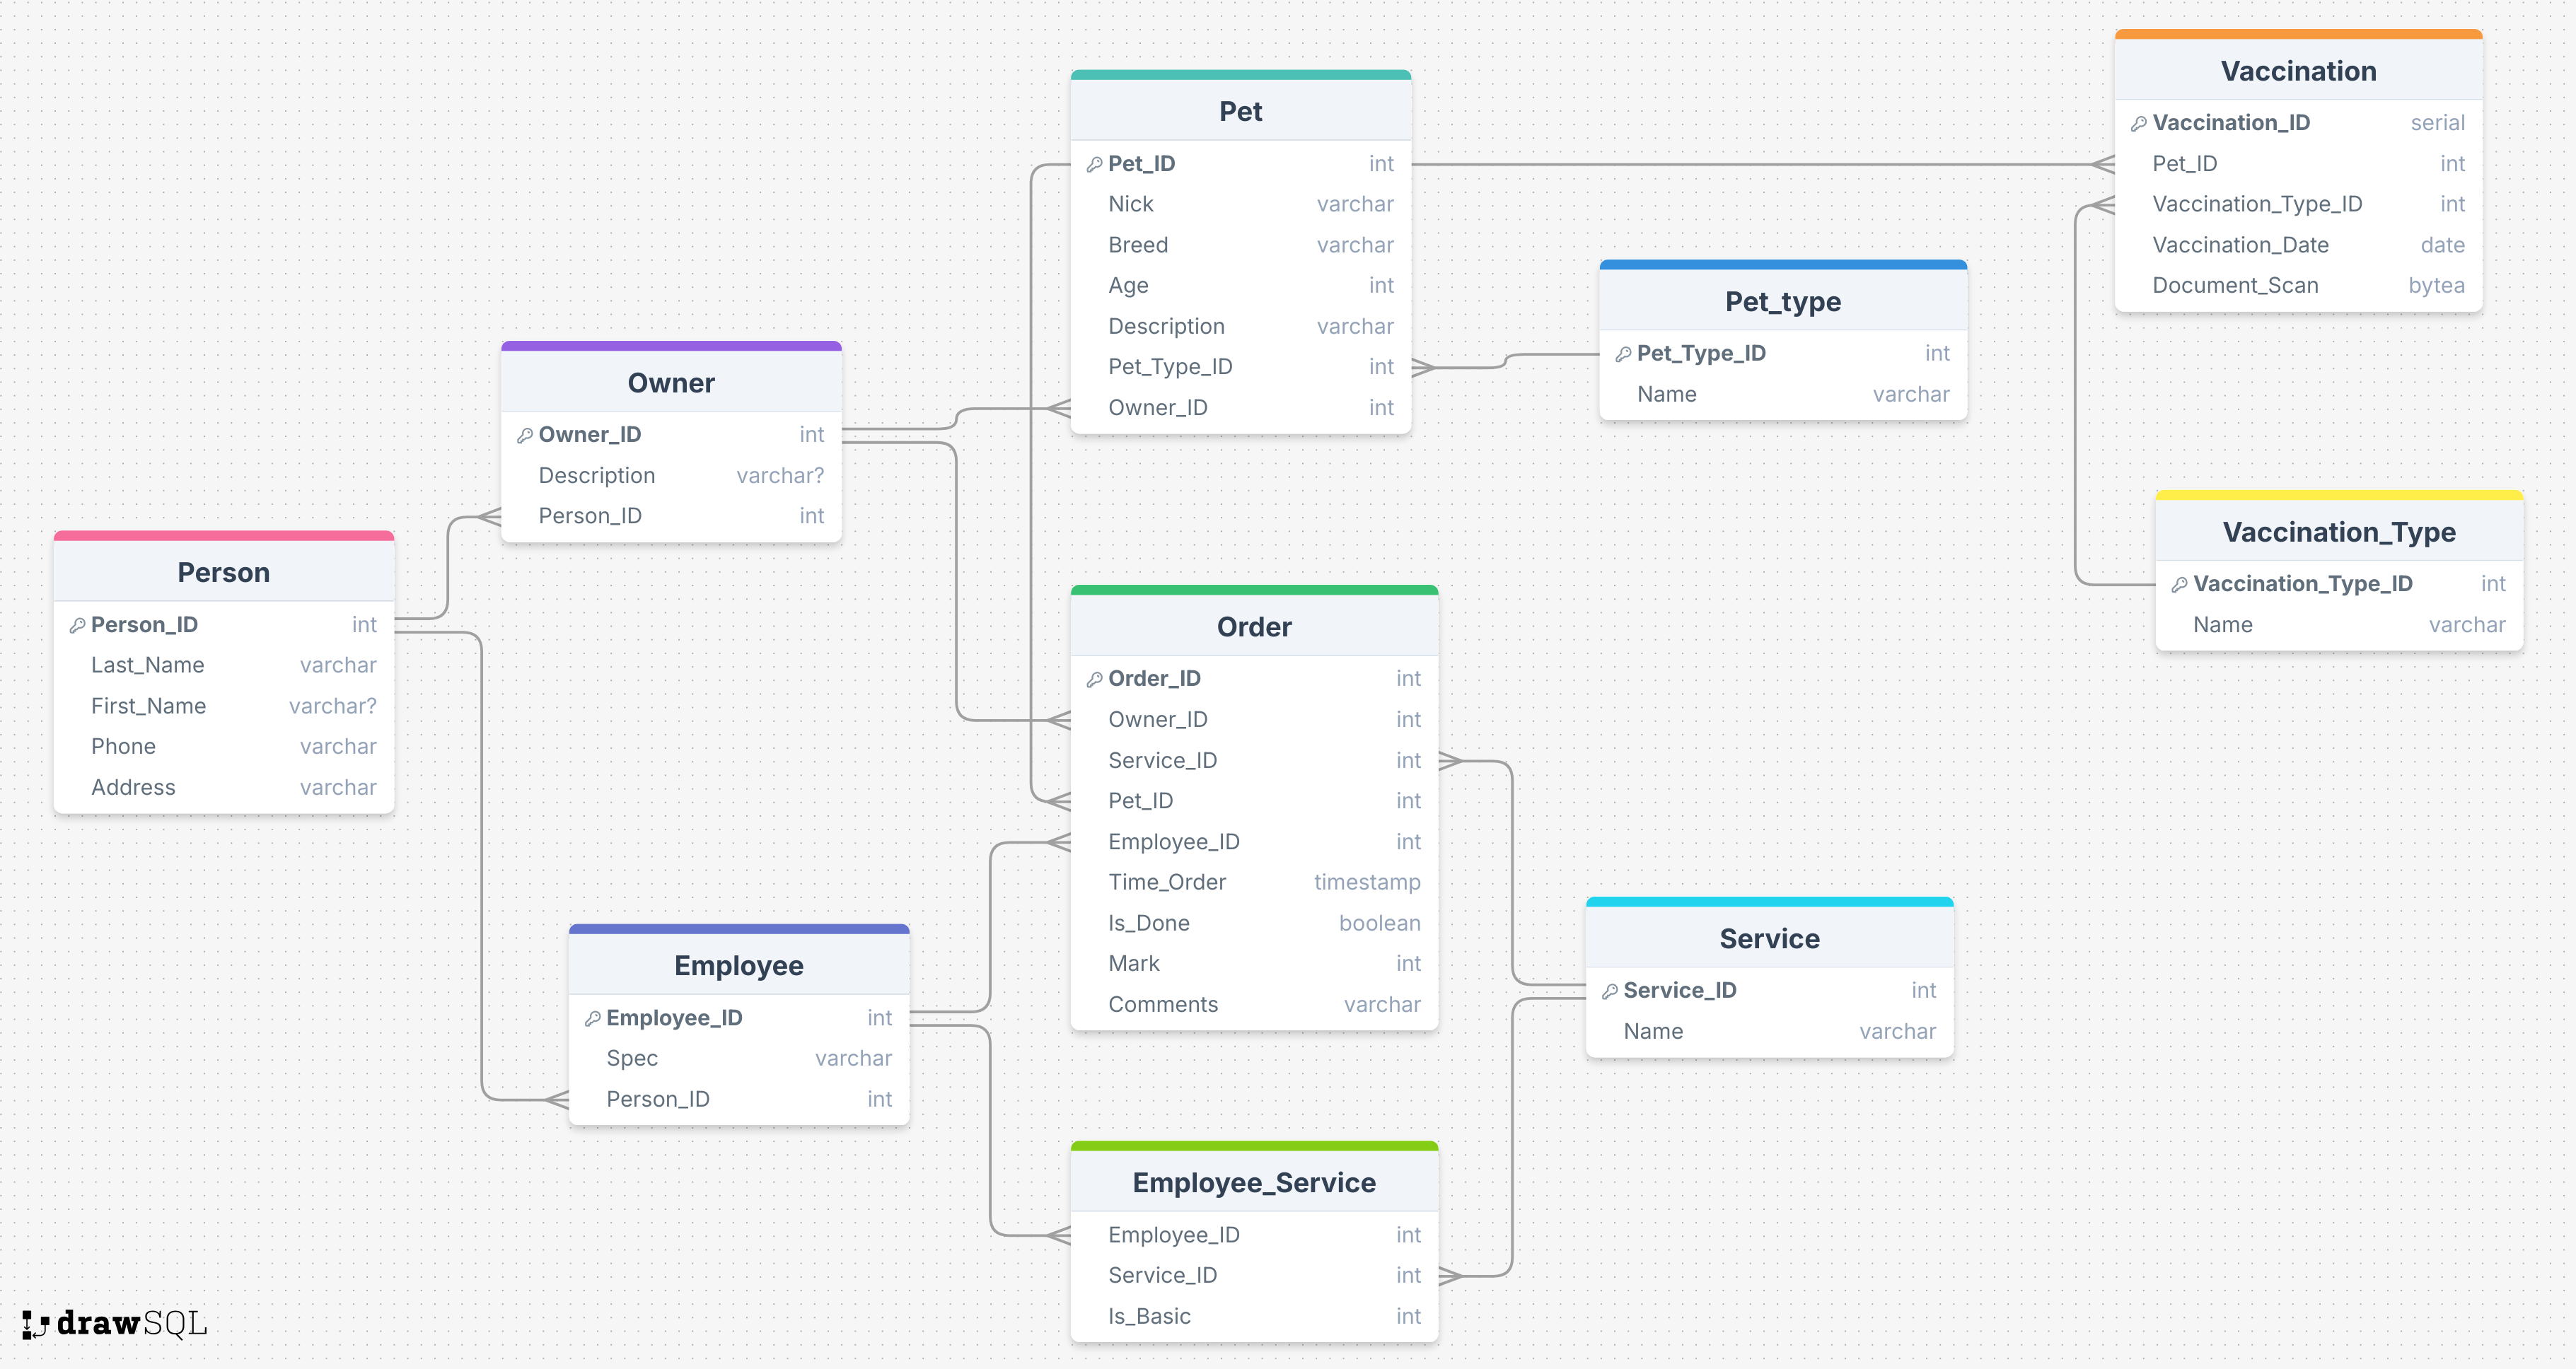 Pet
Pet_ID int
Nick varchar
Breed varchar
Age int
Description varchar
Pet_Type_ID int
Owner_ID int
Vaccination
Vaccination_ID serial
Pet_ID int
Vaccination_Type_ID int
Vaccination_Date date
Document_Scan bytea
Pet_type
Pet_Type_ID int
Name varchar
Owner
Owner_ID int
Description varchar?
Person_ID int
Person
Person_ID int
Last_Name varchar
First_Name varchar?
Phone varchar
Address varchar
Vaccination_Type
Vaccination_Type_ID int
Name varchar
Order
Order_ID int
Owner_ID int
Service_ID int
Pet_ID int
Employee_ID int
Time_Order timestamp
Is_Done boolean
Mark int
Comments varchar
Employee
Employee_ID int
Spec varchar
Person_ID int
Service
Service_ID int
Name varchar
Employee_Service
Employee_ID int
Service_ID int
Is_Basic int
drawSQL